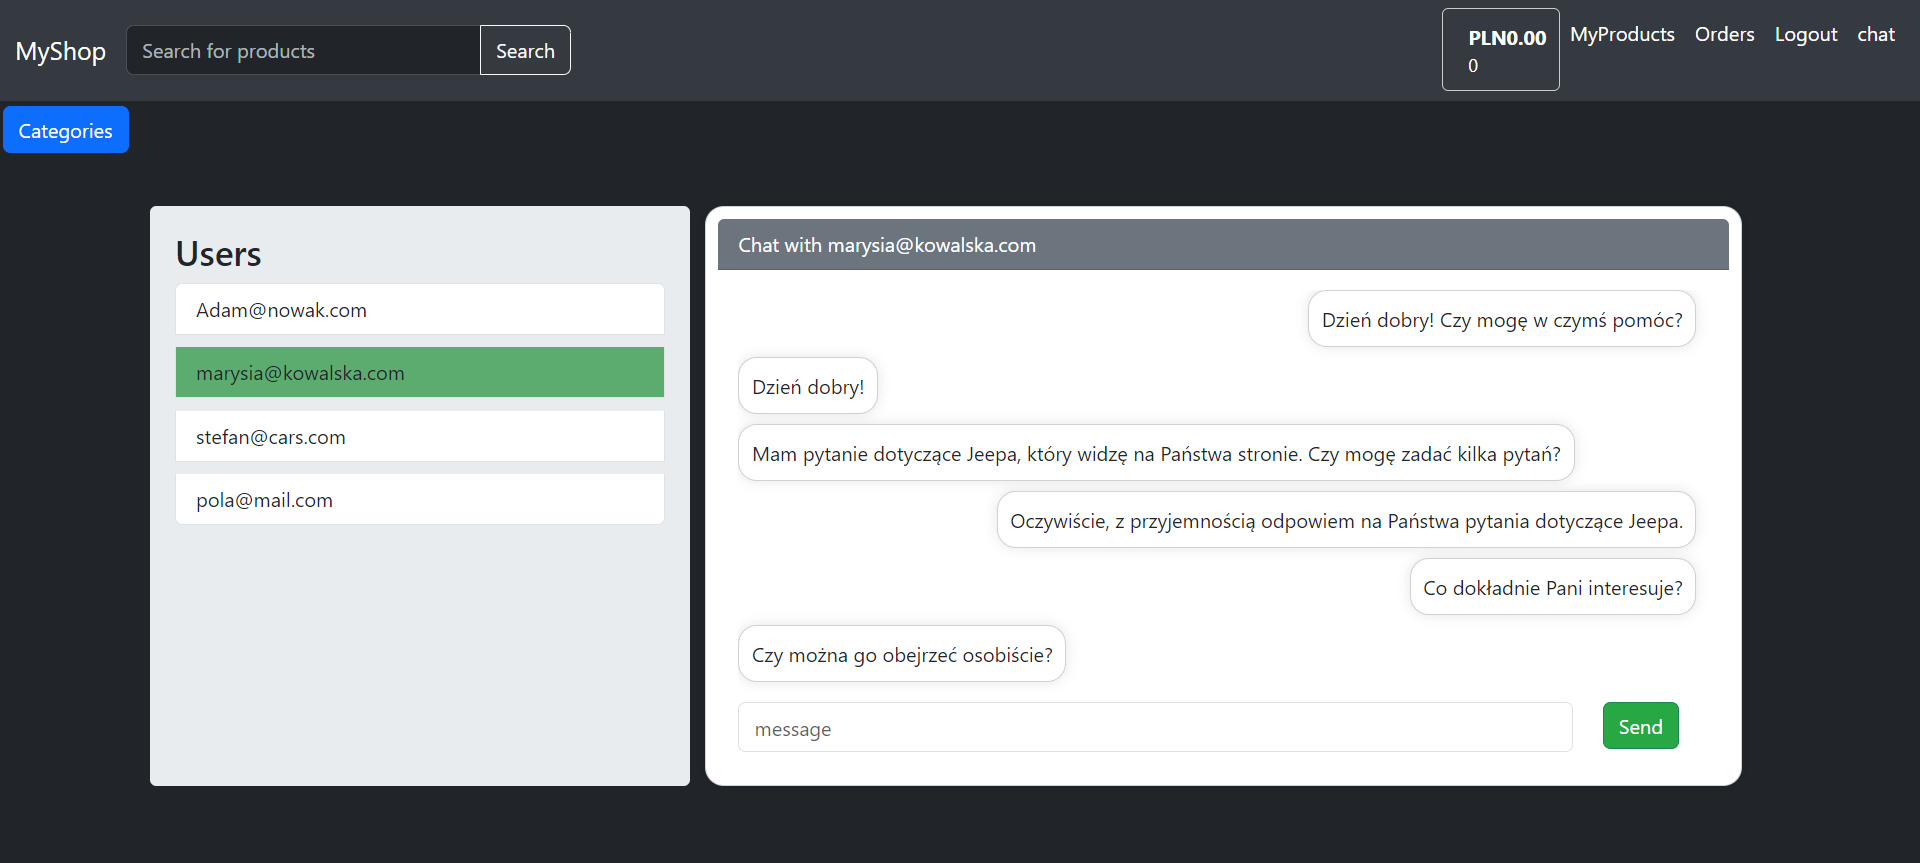 MyShop
Search for products
Search
PLN0.00
0
MyProducts
Orders
Logout
chat
Categories
Users
Adam@nowak.com
marysia@kowalska.com
stefan@cars.com
pola@mail.com
Chat with marysia@kowalska.com
Dzień dobry! Czy mogę w czymś pomóc?
Dzień dobry!
Mam pytanie dotyczące Jeepa, który widzę na Państwa stronie. Czy mogę zadać kilka pytań?
Oczywiście, z przyjemnością odpowiem na Państwa pytania dotyczące Jeepa.
Co dokładnie Pani interesuje?
Czy można go obejrzeć osobiście?
message
Send